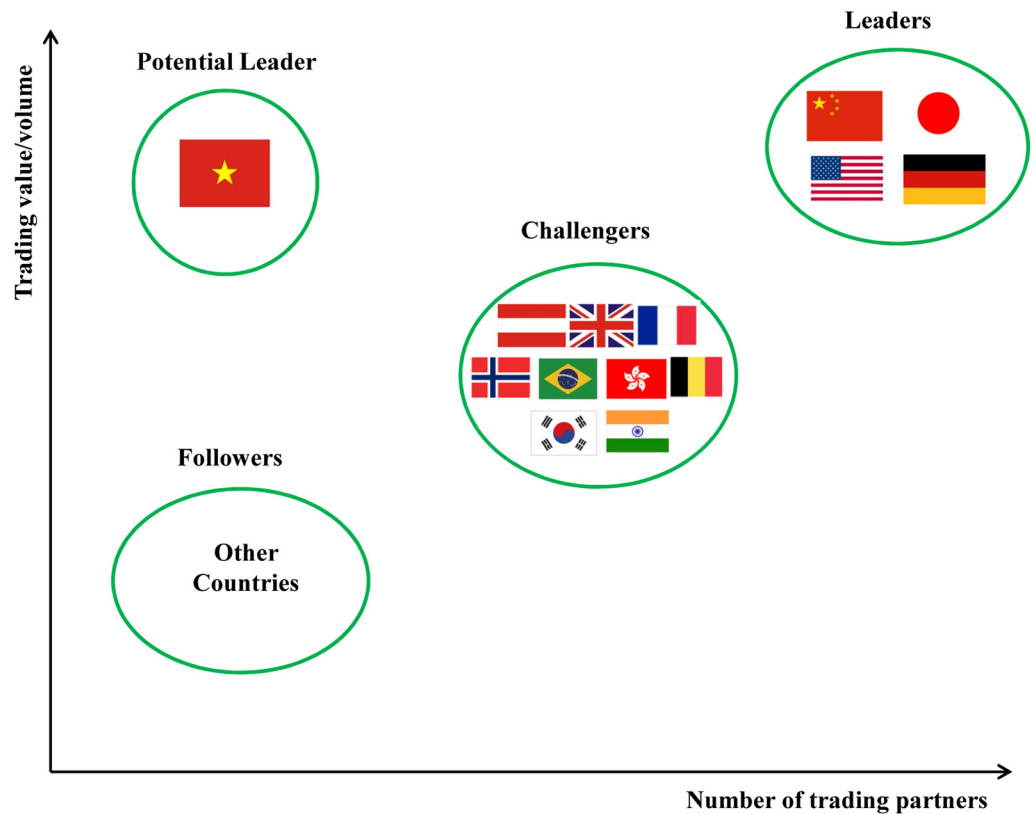 Leaders
Potential Leader
Trading value/volume
Challengers
Followers
Other
Countries
Number of trading partners